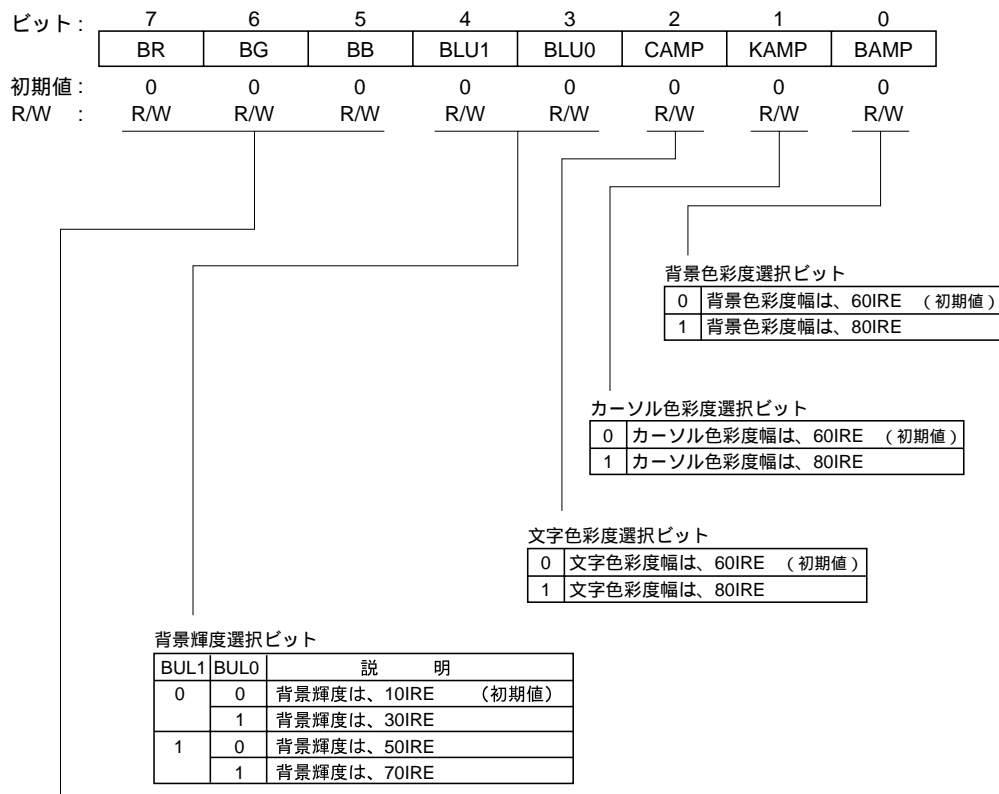 ビット : 7 6 5 4 3 2 1 0
BR BG BB BLU1 BLU0 CAMP KAMP BAMP
初期値 : 0 0 0 0 0 0 0 0
R/W : R/W R/W R/W R/W R/W R/W R/W R/W
背景色彩度選択ビット
0 背景色彩度幅は、60IRE (初期値)
1 背景色彩度幅は、80IRE
カーソル色彩度選択ビット
0 カーソル色彩度幅は、60IRE (初期値)
1 カーソル色彩度幅は、80IRE
文字色彩度選択ビット
0 文字色彩度幅は、60IRE (初期値)
1 文字色彩度幅は、80IRE
背景輝度選択ビット
BUL1 BUL0 説 明
0 0 背景輝度は、10IRE (初期値)
1 背景輝度は、30IRE
1 0 背景輝度は、50IRE
1 背景輝度は、70IRE